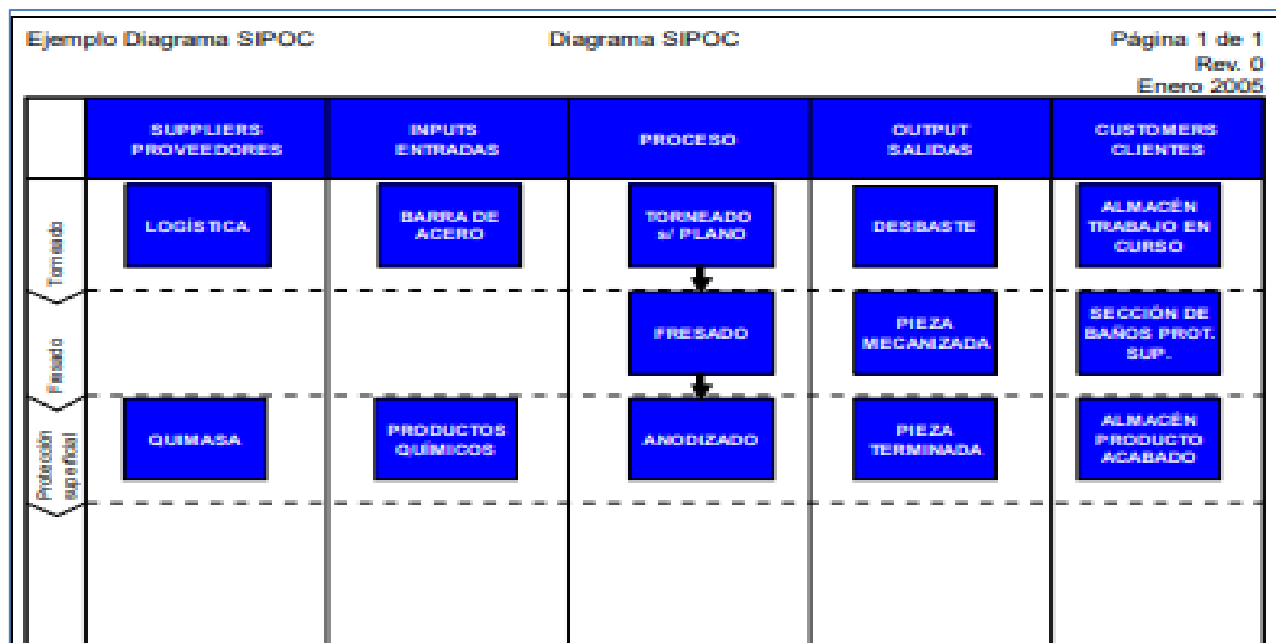 Ejemplo Diagrama SIPOC
Diagrama SIPOC
Página 1 de 1
Rev. 0
Enero 2005
SUPPLIERS
PROVEEDORES
INPUTS
ENTRADAS
PROCESO
OUTPUT
SALIDAS
CUSTOMERS
CLIENTES
Torneado
LOGÍSTICA
BARRA DE
ACERO
TORNEADO
s/ PLANO
DESBASTE
ALMACÉN
TRABAJO EN
CURSO
Fresado
FRESADO
PIEZA
MECANIZADA
SECCIÓN DE
BAÑOS PROT.
SUP.
Protección
superficial
QUIMASA
PRODUCTOS
QUÍMICOS
ANODIZADO
PIEZA
TERMINADA
ALMACÉN
PRODUCTO
ACABADO